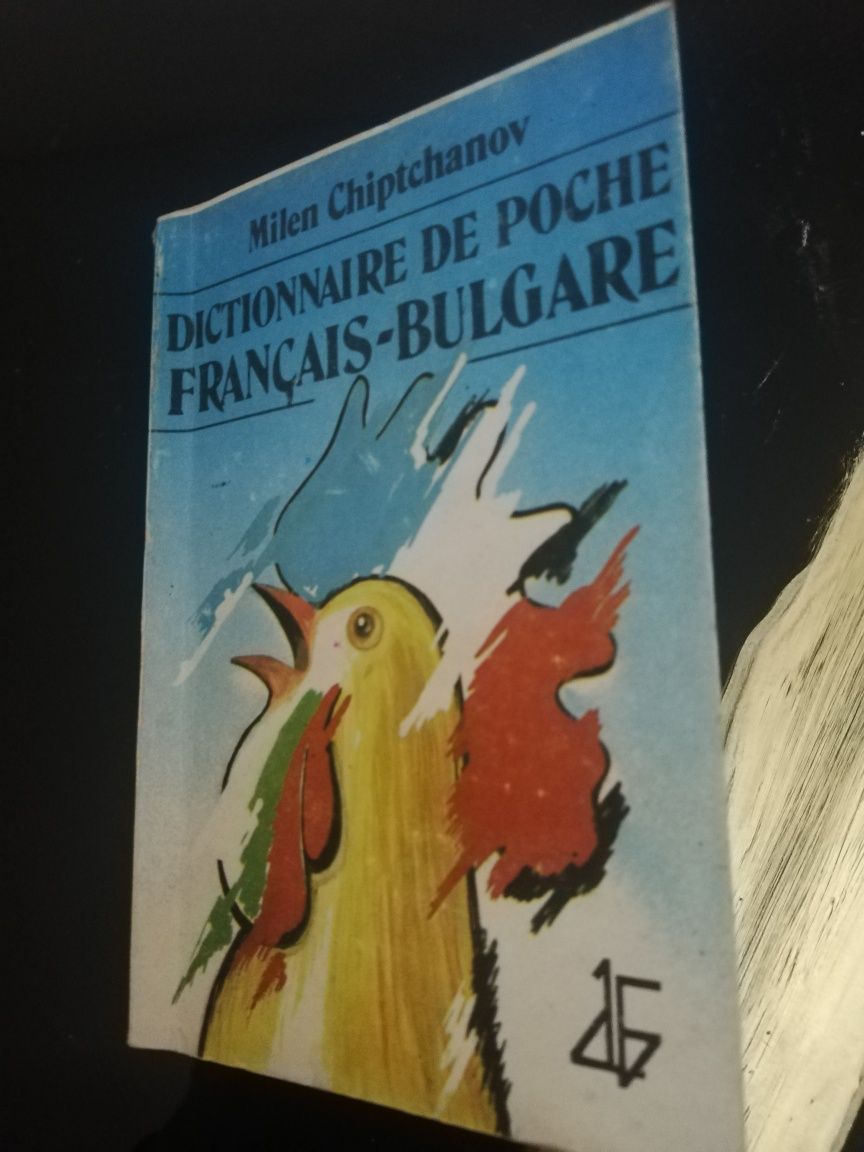 Milen Chiptchanov
DICTIONNAIRE DE POCHE
FRANÇAIS-BULGARE